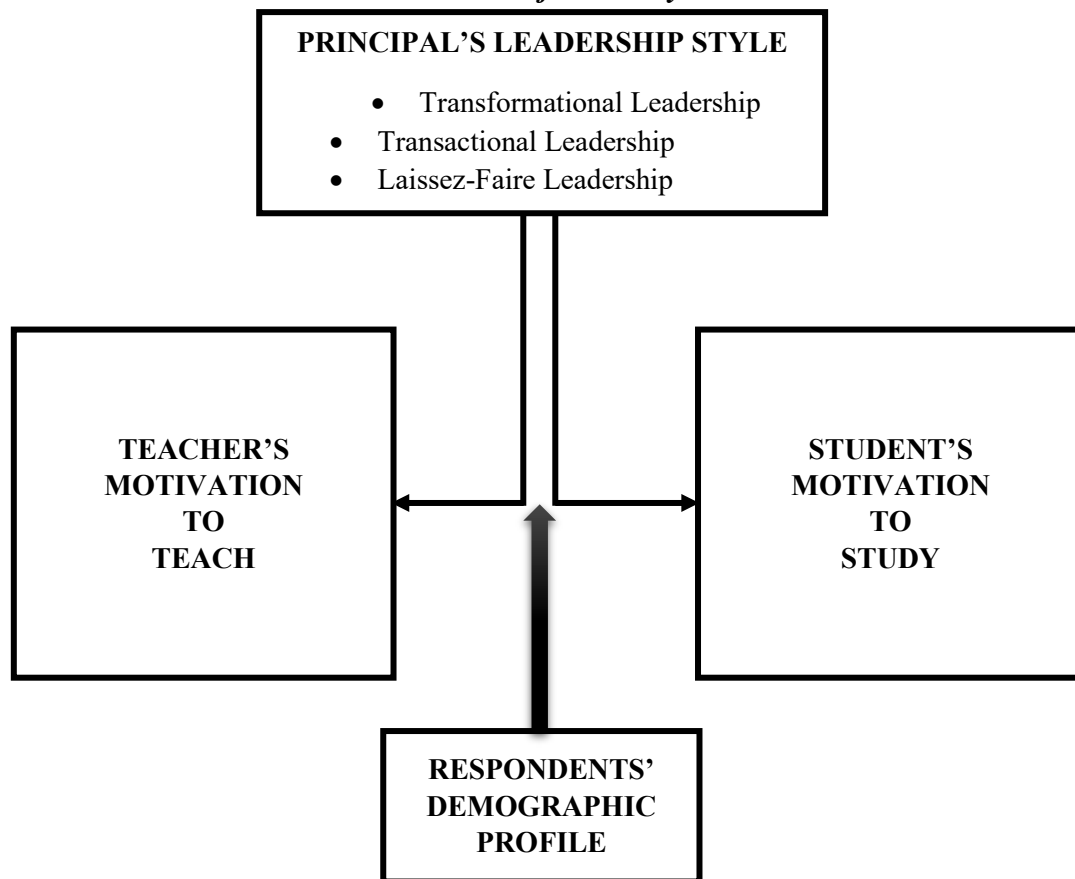 PRINCIPAL’S LEADERSHIP STYLE
• Transformational Leadership
• Transactional Leadership
• Laissez-Faire Leadership
TEACHER’S
MOTIVATION
TO
TEACH
STUDENT’S
MOTIVATION
TO
STUDY
RESPONDENTS’
DEMOGRAPHIC
PROFILE